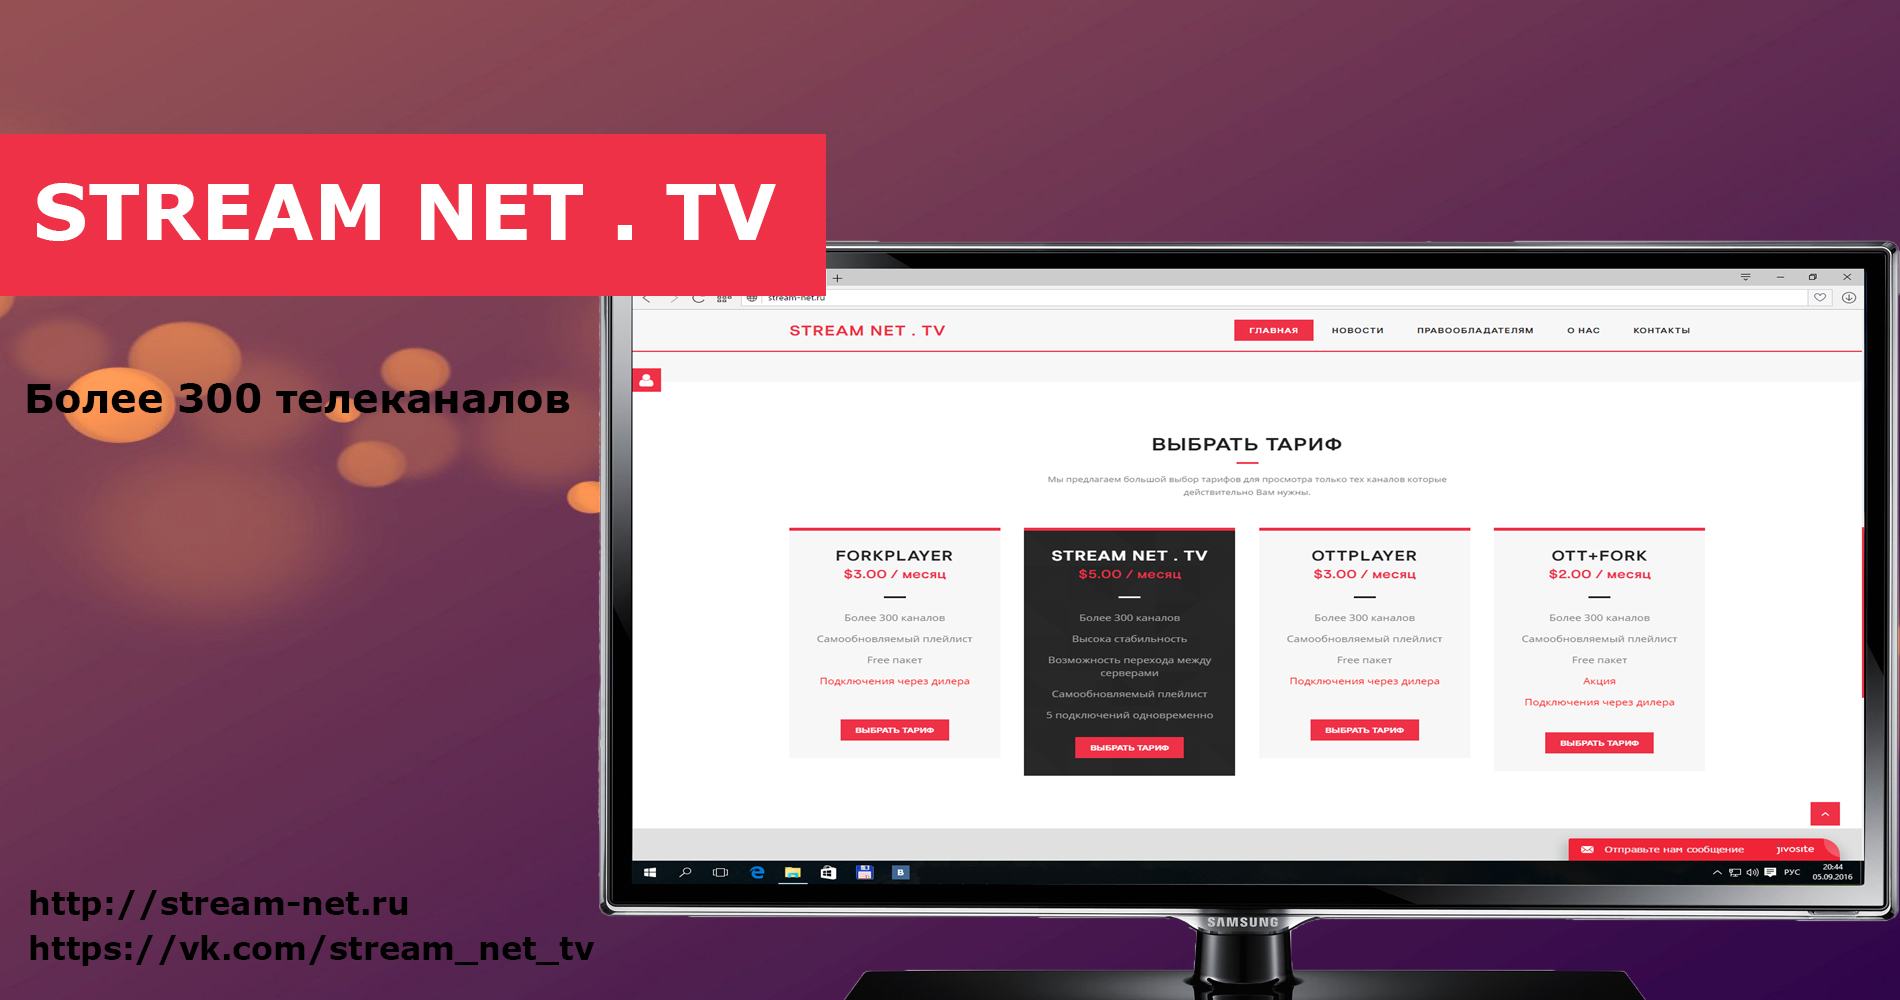 STREAM NET . TV
Более 300 телеканалов
http://stream-net.ru
https://vk.com/stream_net_tv
stream-net.ru
STREAM NET . TV
ГЛАВНАЯ НОВОСТИ ПРАВООБЛАДАТЕЛЯМ О НАС КОНТАКТЫ
ВЫБРАТЬ ТАРИФ
Мы предлагаем большой выбор тарифов для просмотра только тех каналов которые
действительно Вам нужны.
FORKPLAYER
$3.00 / месяц
Более 300 каналов
Самообновляемый плейлист
Free пакет
Подключения через дилера
ВЫБРАТЬ ТАРИФ
STREAM NET . TV
$5.00 / месяц
Более 300 каналов
Высока стабильность
Возможность перехода между
серверами
Самообновляемый плейлист
5 подключений одновременно
ВЫБРАТЬ ТАРИФ
OTTPLAYER
$3.00 / месяц
Более 300 каналов
Самообновляемый плейлист
Free пакет
Подключения через дилера
ВЫБРАТЬ ТАРИФ
OTT+FORK
$2.00 / месяц
Более 300 каналов
Самообновляемый плейлист
Free пакет
Акция
Подключения через дилера
ВЫБРАТЬ ТАРИФ
Отправьте нам сообщение jivosite
B
РУС
20:44
05.09.2016
SAMSUNG